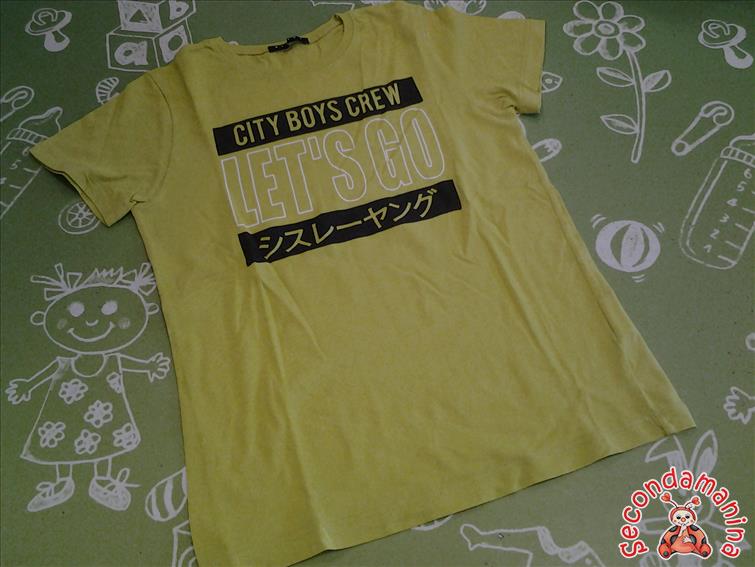 CITY BOYS CREW
LET'S GO
シスレーヤング
secondamanina